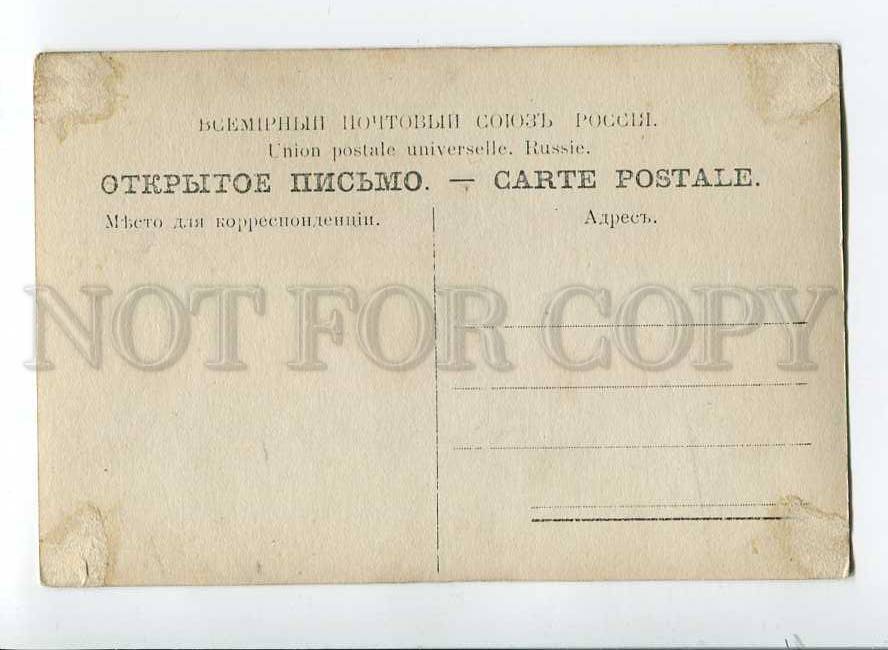 ВСЕМІРНЫЙ ПОЧТОВЫЙ СОЮЗЪ РОССІЯ.
Union postale universelle. Russie.
ОТКРЫТОЕ ПИСЬМО. — CARTE POSTALE.
Мѣсто для корреспонденціи. Адресъ.
NOT FOR COPY